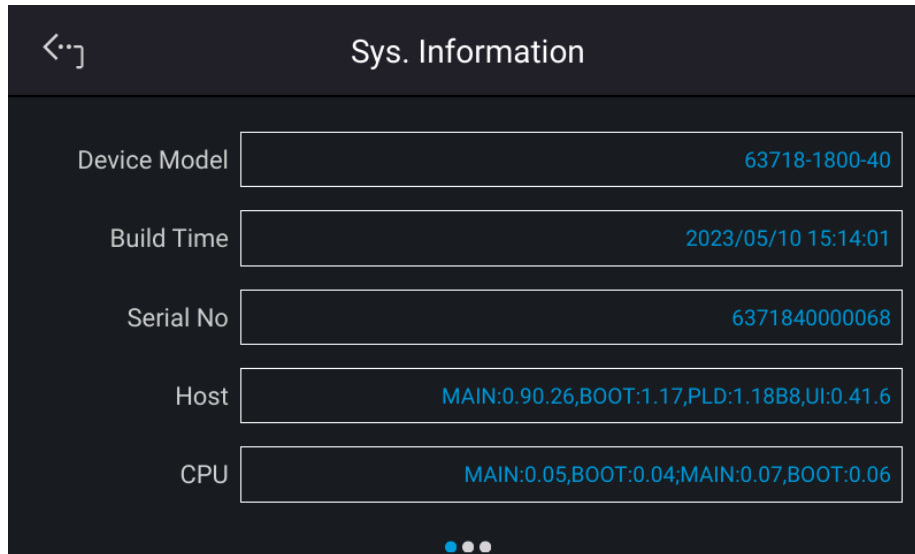 Sys. Information
Device Model 63718-1800-40
Build Time 2023/05/10 15:14:01
Serial No 6371840000068
Host MAIN:0.90.26,BOOT:1.17,PLD:1.18B8,UI:0.41.6
CPU MAIN:0.05,BOOT:0.04;MAIN:0.07,BOOT:0.06